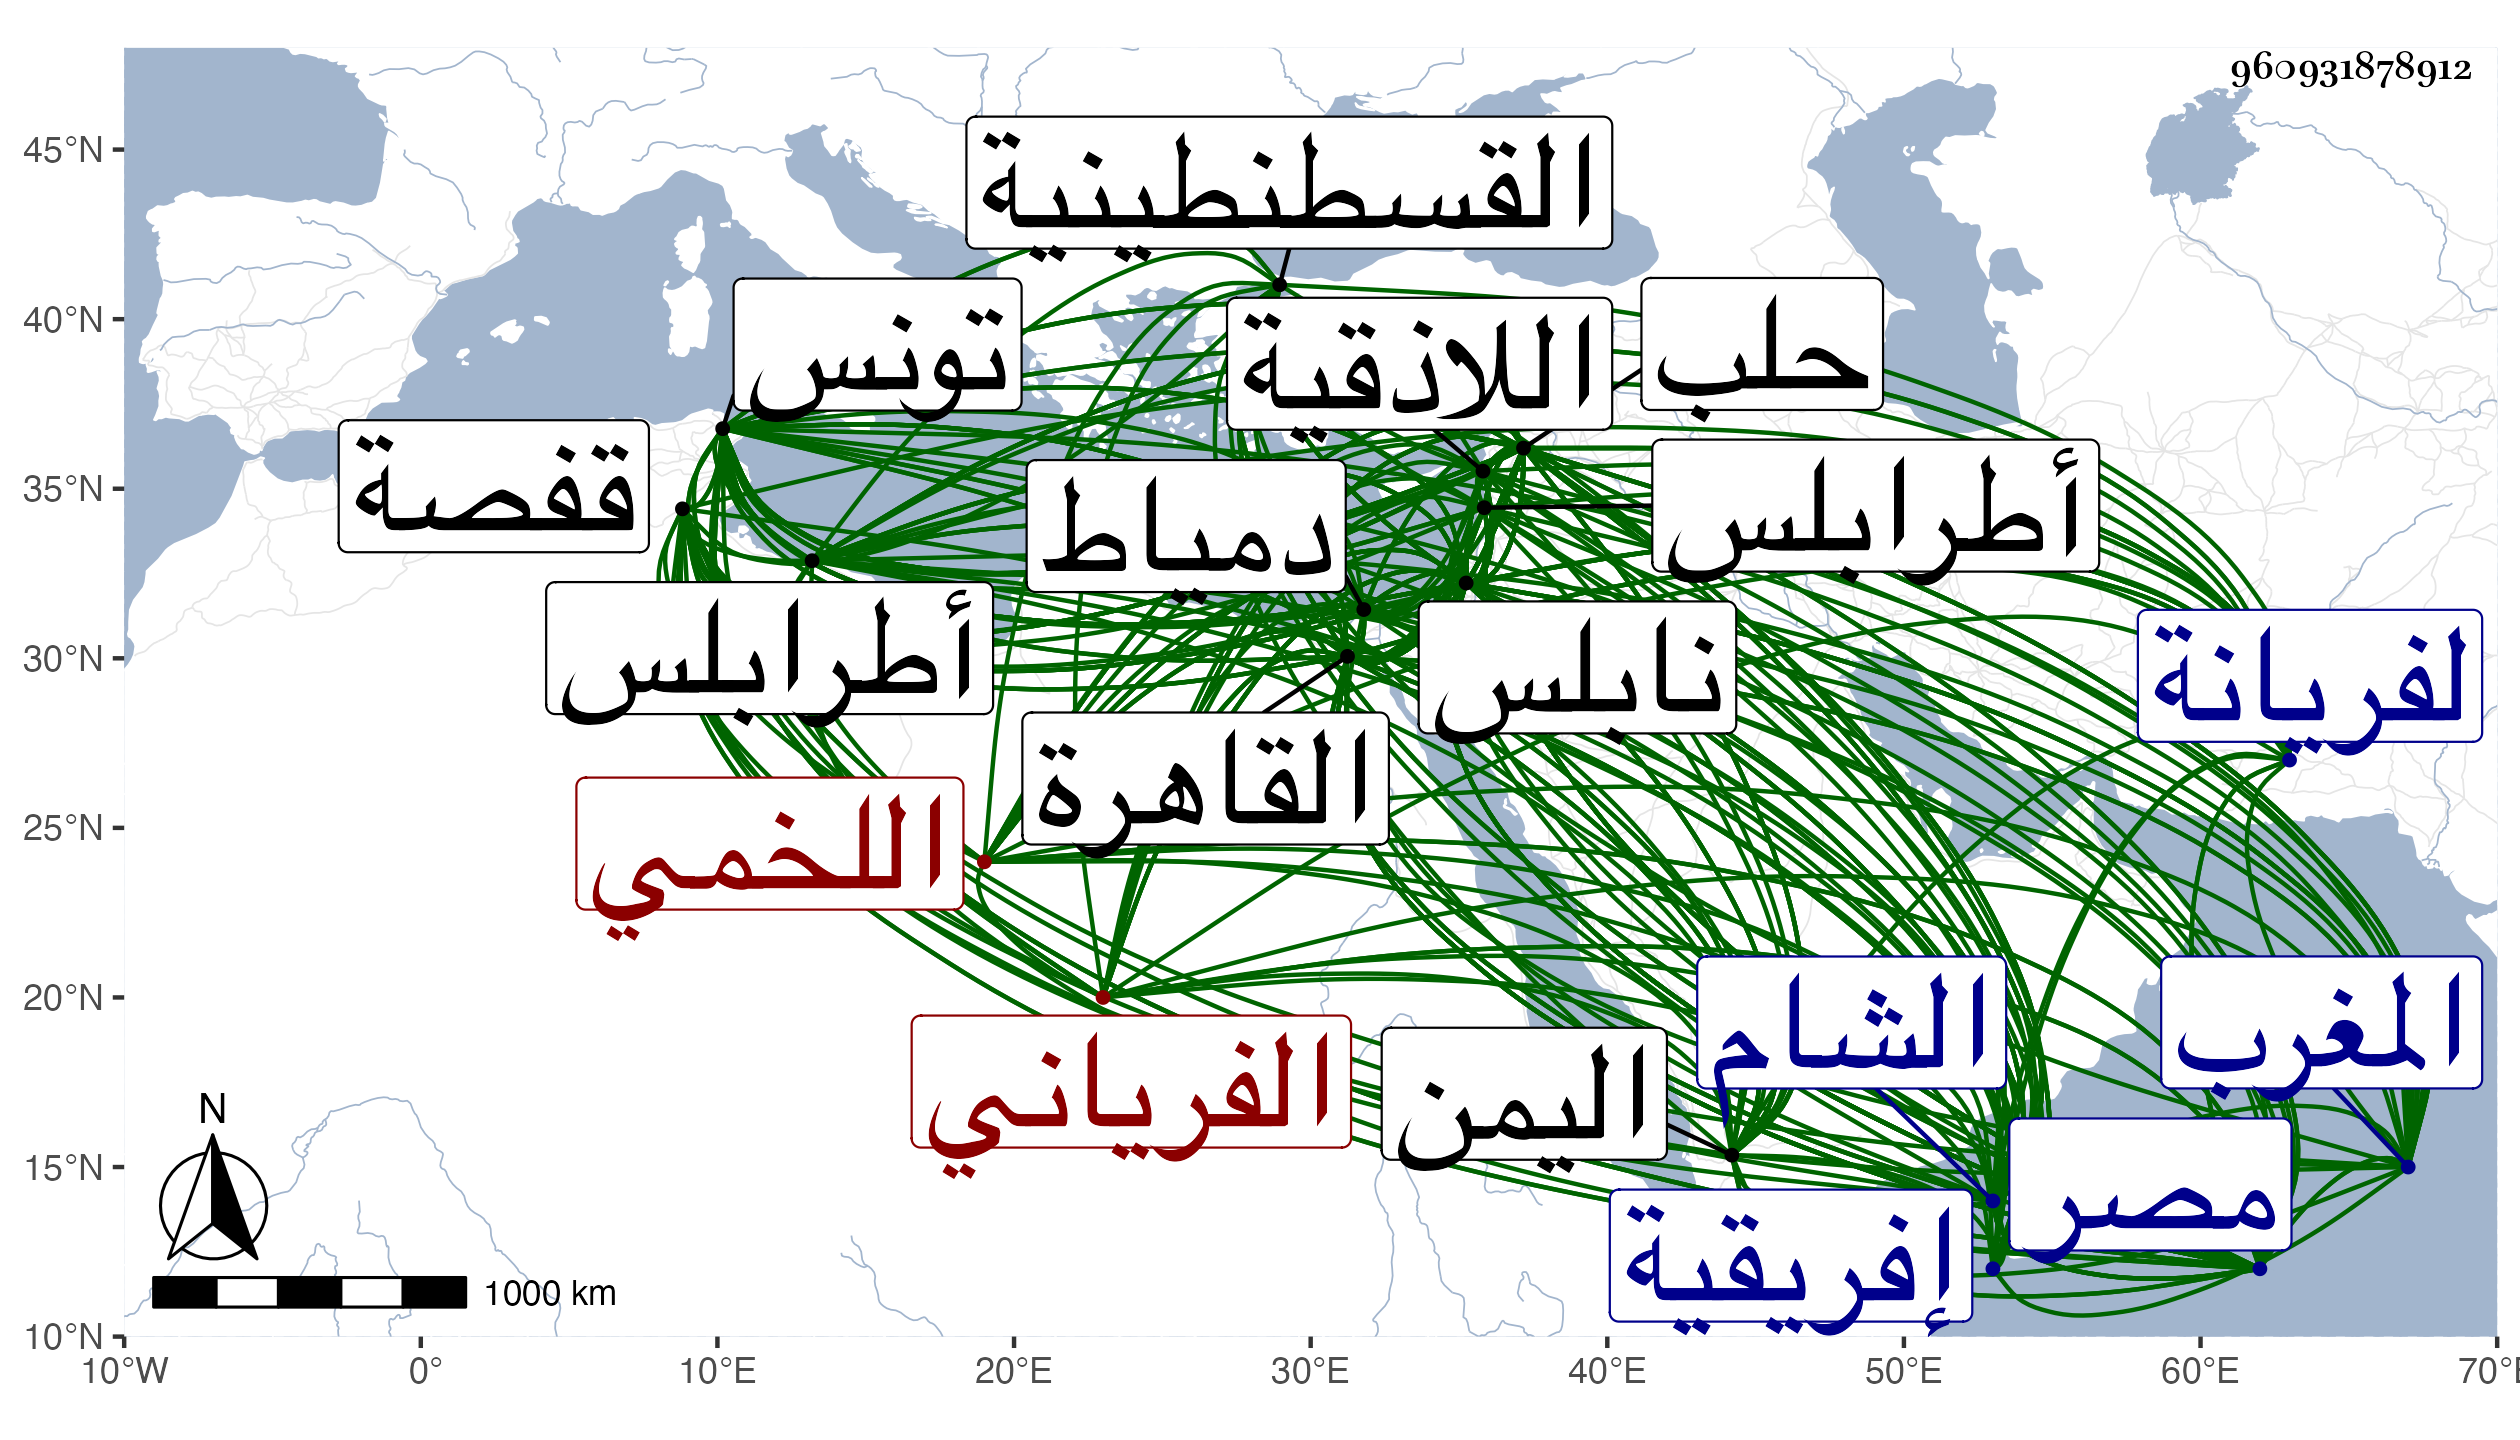 960931878912
القسطنطينية
تونس
اللاذقية
حلب
قفصة
دمياط
أطرابلس
أطرابلس
نابلس
لفريانة
القاهرة
اللخمي
الفرياني
اليمن
الشام
المغرب
مصر
إفريقية
N
1000 km
45°N
40°N
35°N
30°N
25°N
20°N
15°N
10°N
10°W 0° 10°E 20°E 30°E 40°E 50°E 60°E 70°E